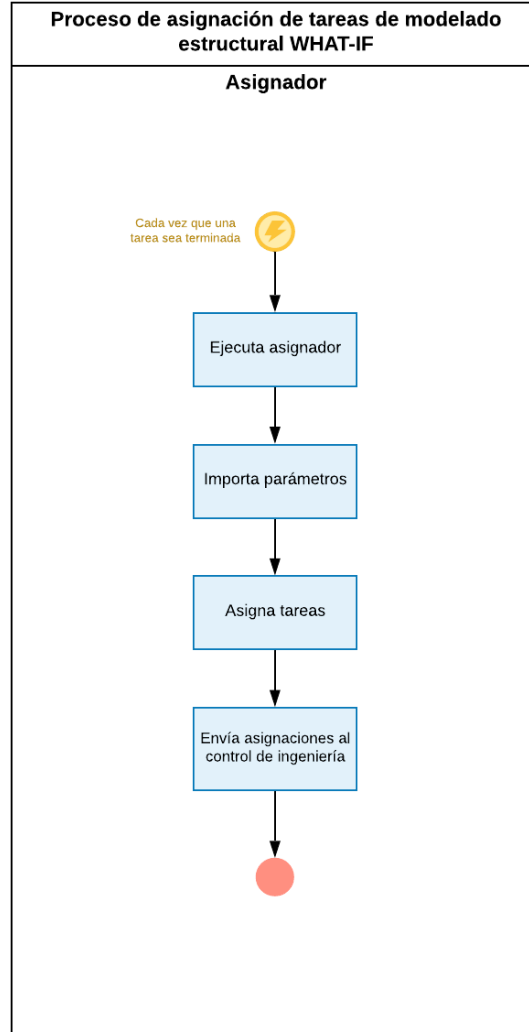 Proceso de asignación de tareas de modelado
estructural WHAT-IF
Asignador
Cada vez que una
tarea sea terminada
Ejecuta asignador
Importa parámetros
Asigna tareas
Envía asignaciones al
control de ingeniería